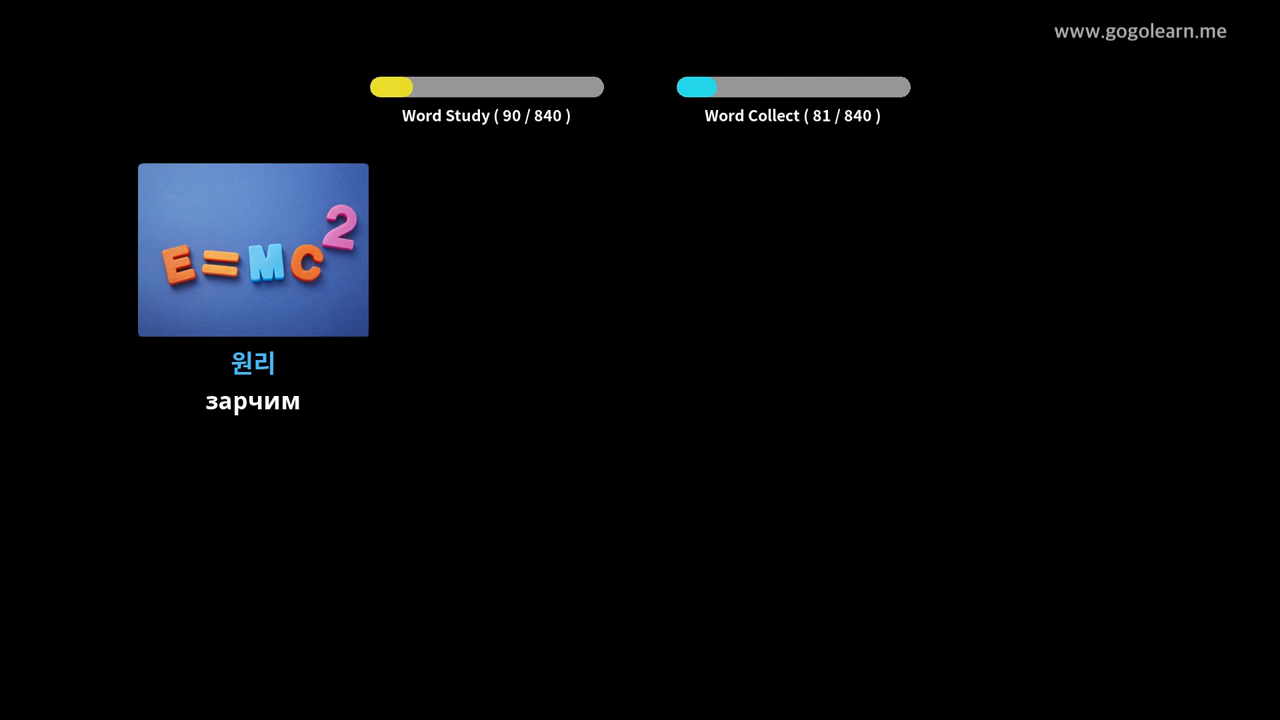 www.gogolearn.me
Word Study ( 90 / 840 )
Word Collect ( 81 / 840 )
E=MC²
원리
зарчим